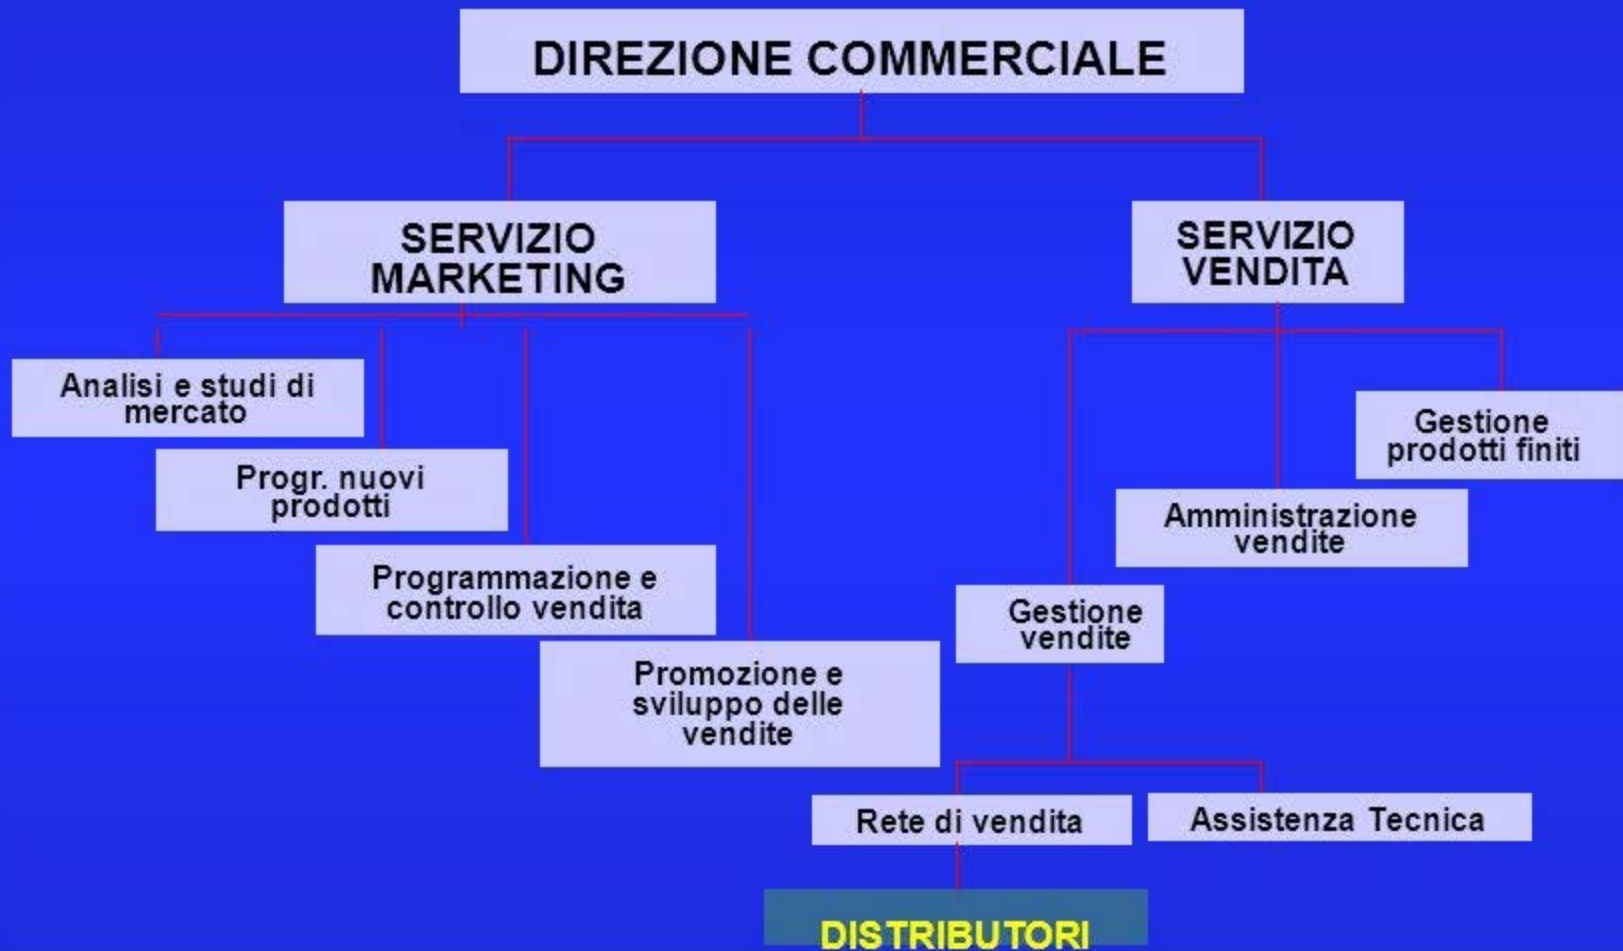 DIREZIONE COMMERCIALE
SERVIZIO
MARKETING
SERVIZIO
VENDITA
Analisi e studi di
mercato
Progr. nuovi
prodotti
Programmazione e
controllo vendita
Promozione e
sviluppo delle
vendite
Gestione
prodotti finiti
Amministrazione
vendite
Gestione
vendite
Rete di vendita
Assistenza Tecnica
DISTRIBUTORI